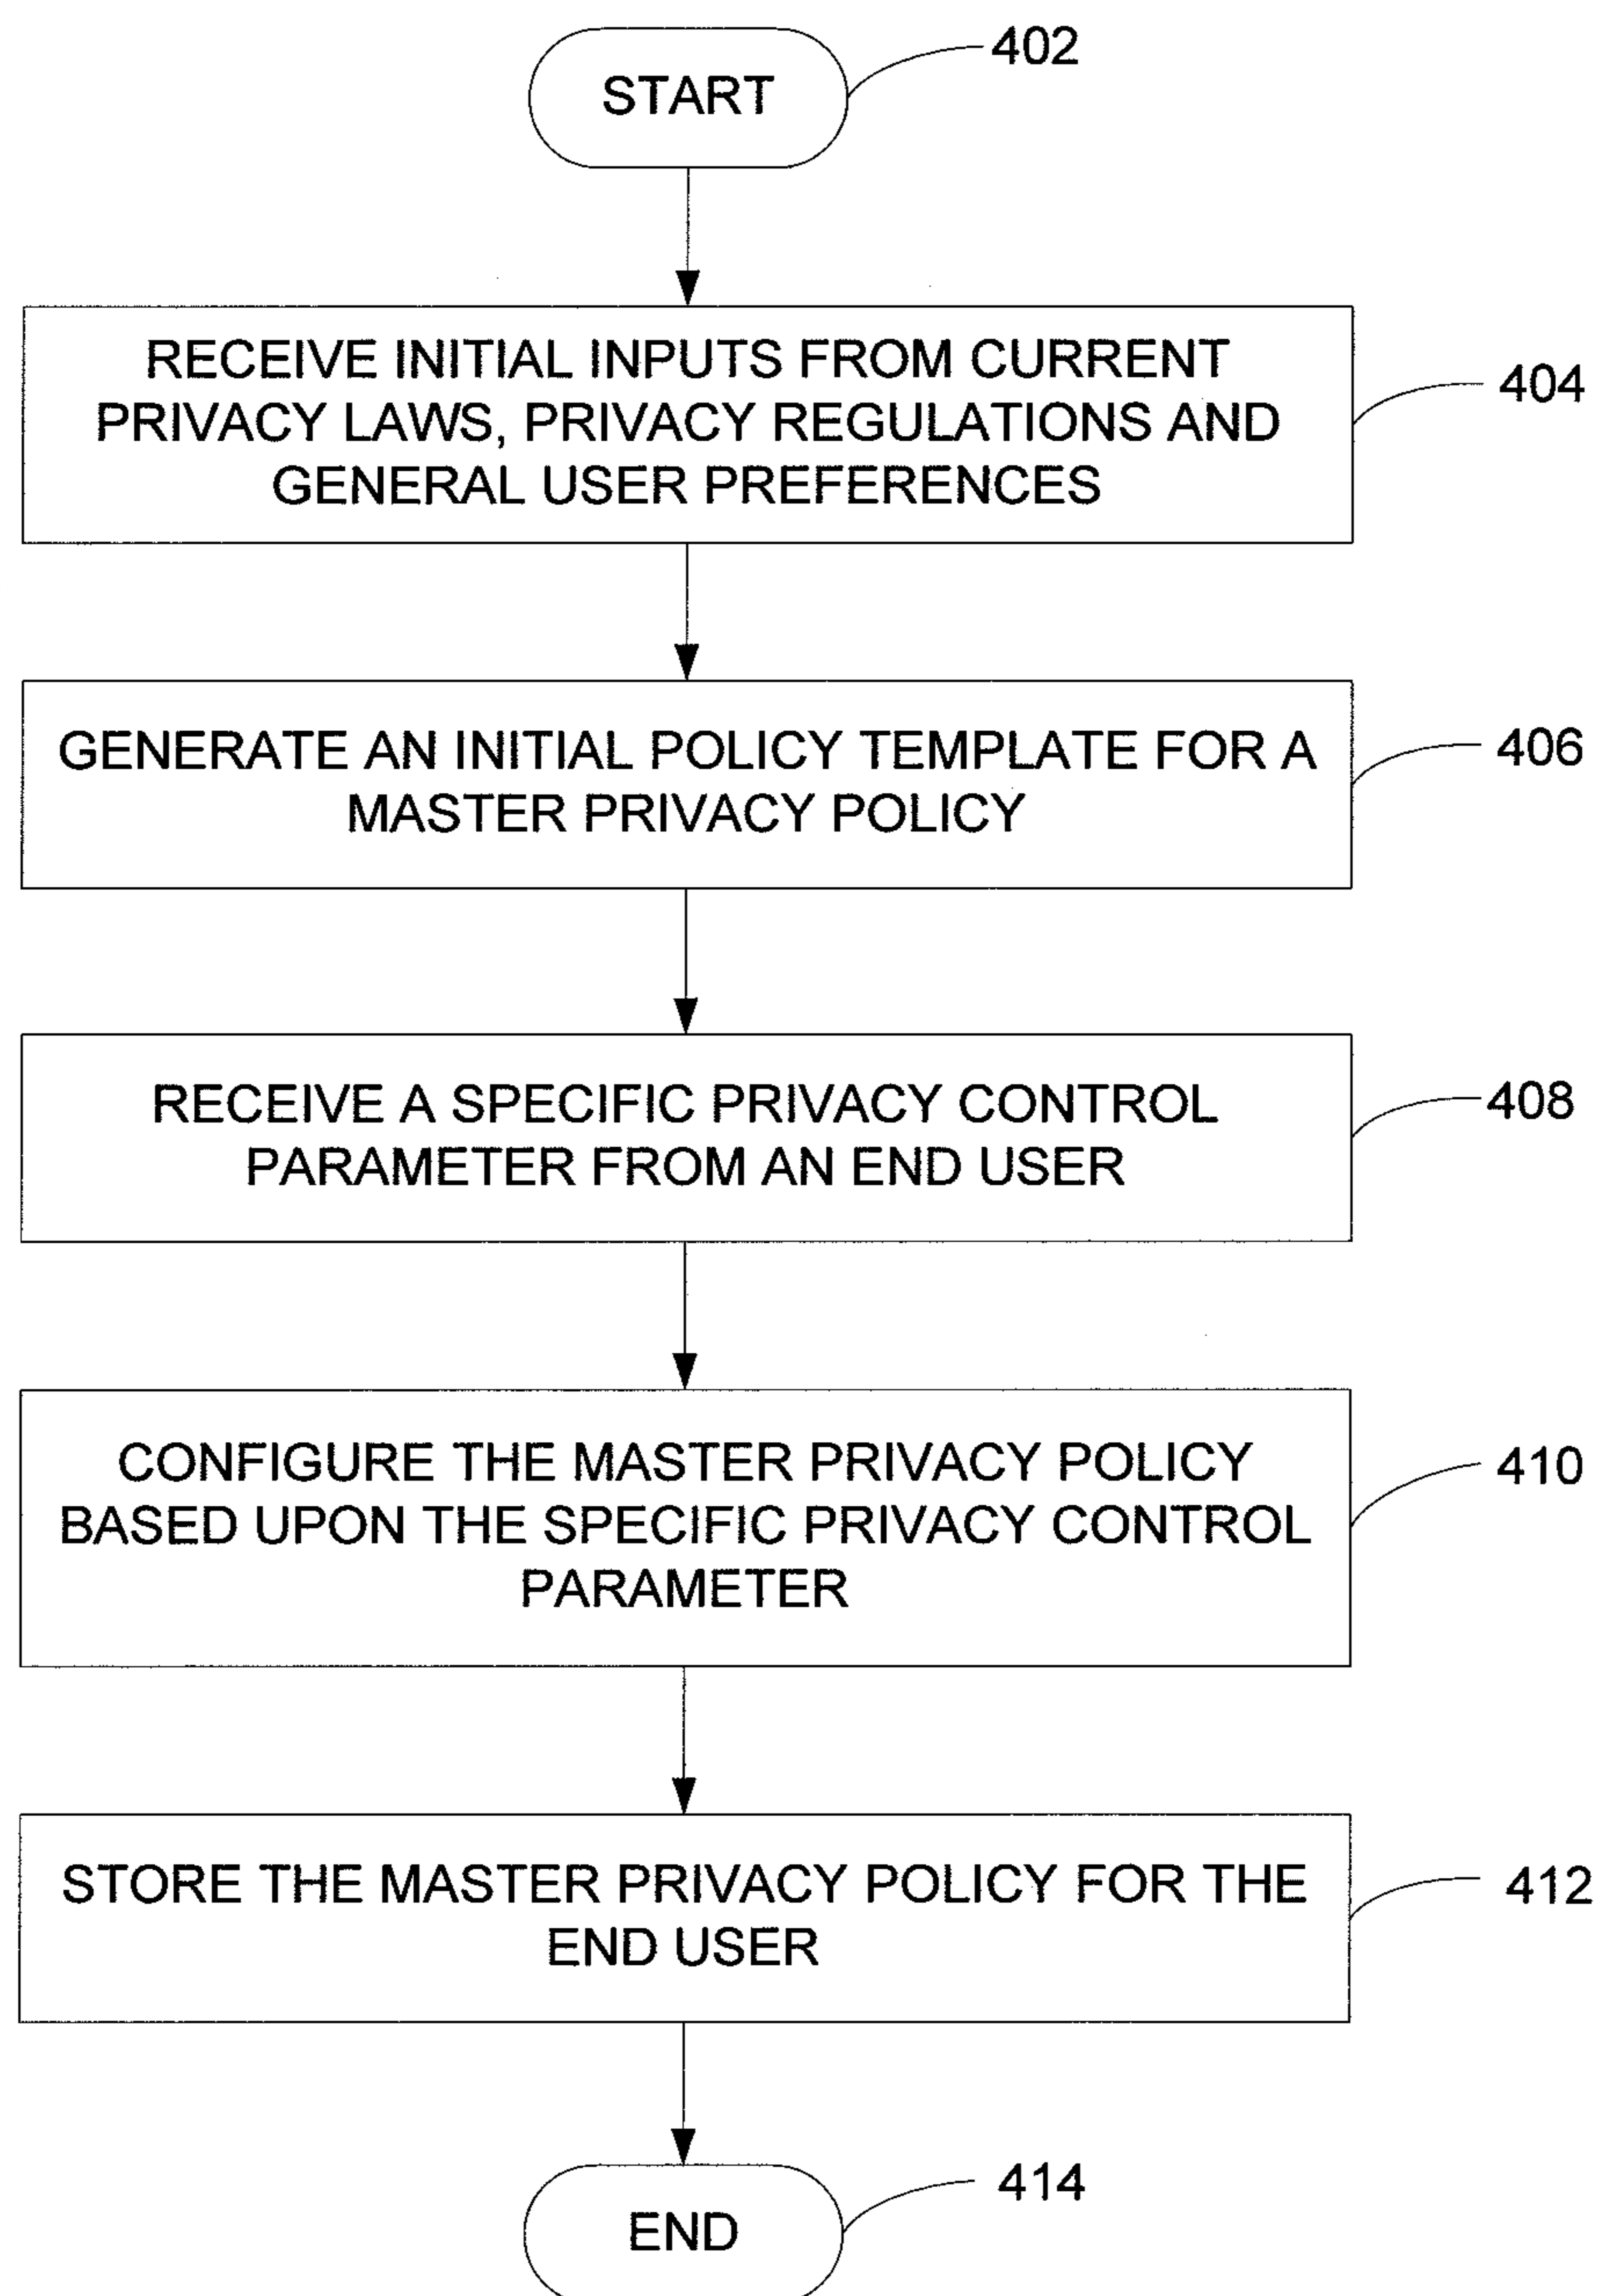 START
402
RECEIVE INITIAL INPUTS FROM CURRENT
PRIVACY LAWS, PRIVACY REGULATIONS AND
GENERAL USER PREFERENCES
404
GENERATE AN INITIAL POLICY TEMPLATE FOR A
MASTER PRIVACY POLICY
406
RECEIVE A SPECIFIC PRIVACY CONTROL
PARAMETER FROM AN END USER
408
CONFIGURE THE MASTER PRIVACY POLICY
BASED UPON THE SPECIFIC PRIVACY CONTROL
PARAMETER
410
STORE THE MASTER PRIVACY POLICY FOR THE
END USER
412
END
414